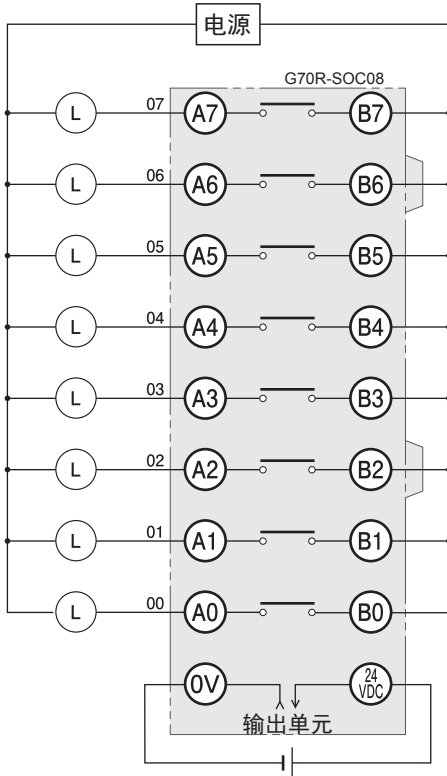 电源
G70R-SOC08
L 07 A7 B7
L 06 A6 B6
L 05 A5 B5
L 04 A4 B4
L 03 A3 B3
L 02 A2 B2
L 01 A1 B1
L 00 A0 B0
0V 24
VDC
输出单元